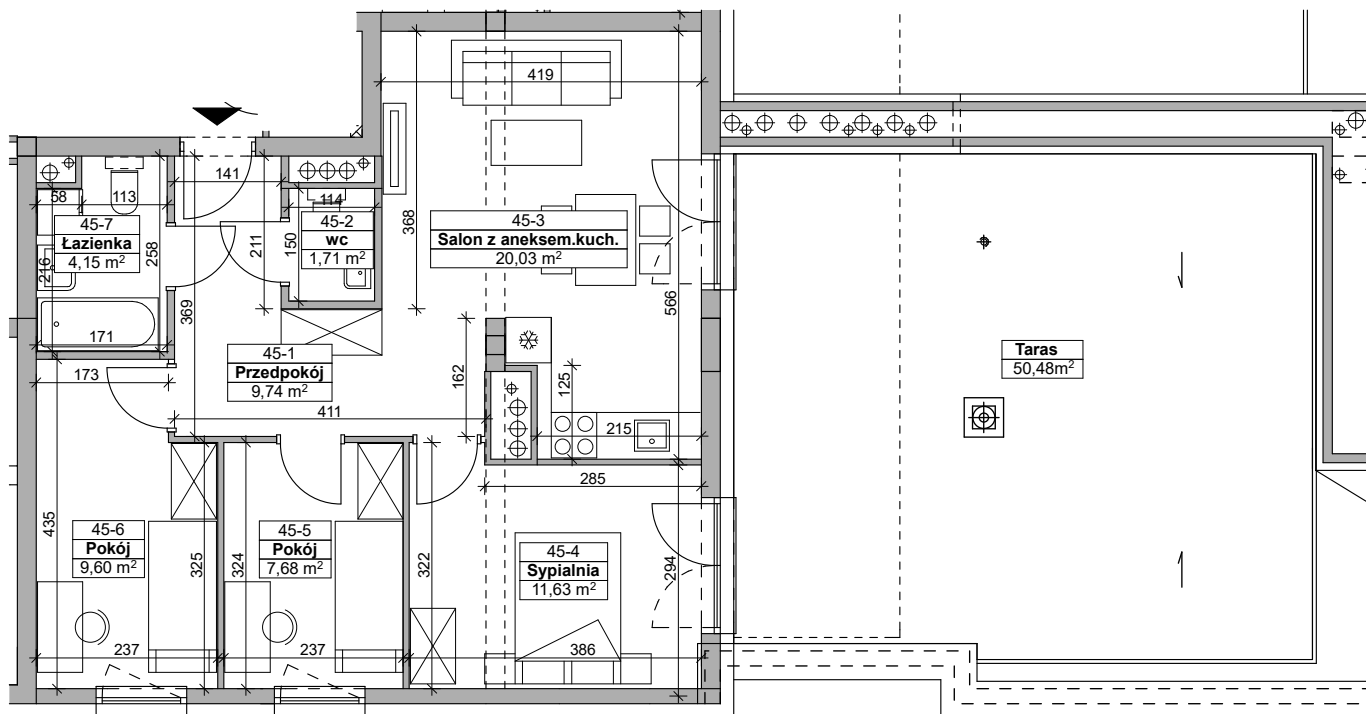 419
58
113
141
114
45-7
Łazienka
4,15 m²
216
258
211
150
45-2
wc
1,71 m²
368
45-3
Salon z aneksem.kuch.
20,03 m²
566
171
369
173
45-1
Przedpokój
9,74 m²
411
162
125
215
285
Taras
50,48m²
435
45-6
Pokój
9,60 m²
325
324
45-5
Pokój
7,68 m²
322
45-4
Sypialnia
11,63 m²
294
237
237
386